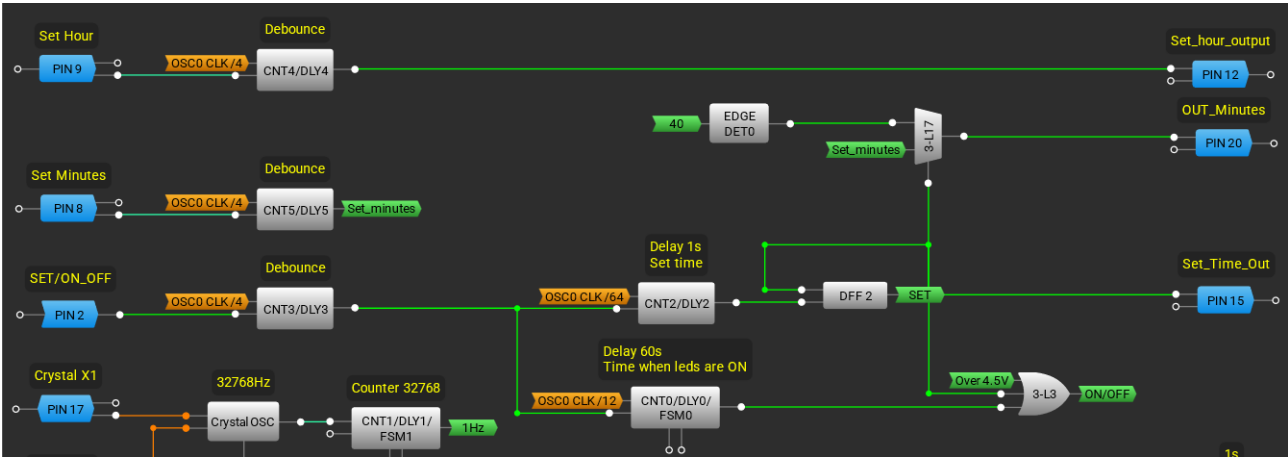 Set Hour
PIN 9
OSC0 CLK /4
Debounce
CNT4/DLY4
Set_hour_output
PIN 12
40
EDGE
DET0
Set_minutes
3-L17
OUT_Minutes
PIN 20
Set Minutes
PIN 8
OSC0 CLK /4
Debounce
CNT5/DLY5
Set_minutes
SET/ON_OFF
PIN 2
OSC0 CLK /4
Debounce
CNT3/DLY3
Delay 1s
Set time
OSC0 CLK /64
CNT2/DLY2
DFF 2
SET
Set_Time_Out
PIN 15
Delay 60s
Time when leds are ON
OSC0 CLK /12
CNT0/DLY0/
FSM0
Over 4.5V
3-L3
ON/OFF
Crystal X1
PIN 17
32768Hz
Crystal OSC
Counter 32768
CNT1/DLY1/
FSM1
1Hz
1s